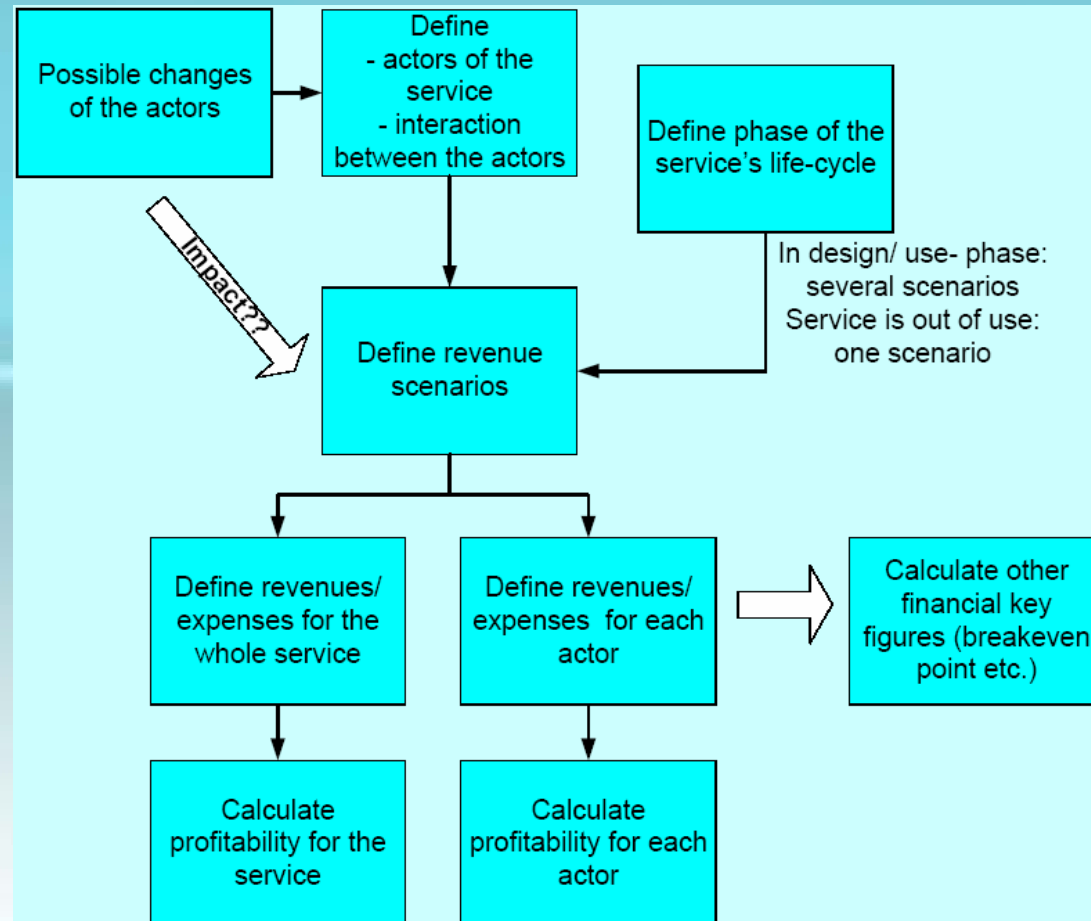 Possible changes
of the actors
Define
- actors of the
service
- interaction
between the actors
Define phase of the
service's life-cycle
In design/ use- phase:
several scenarios
Service is out of use:
one scenario
Impact??
Define revenue
scenarios
Define revenues/
expenses for the
whole service
Define revenues/
expenses for each
actor
Calculate other
financial key
figures (breakeven
point etc.)
Calculate
profitability for the
service
Calculate
profitability for each
actor